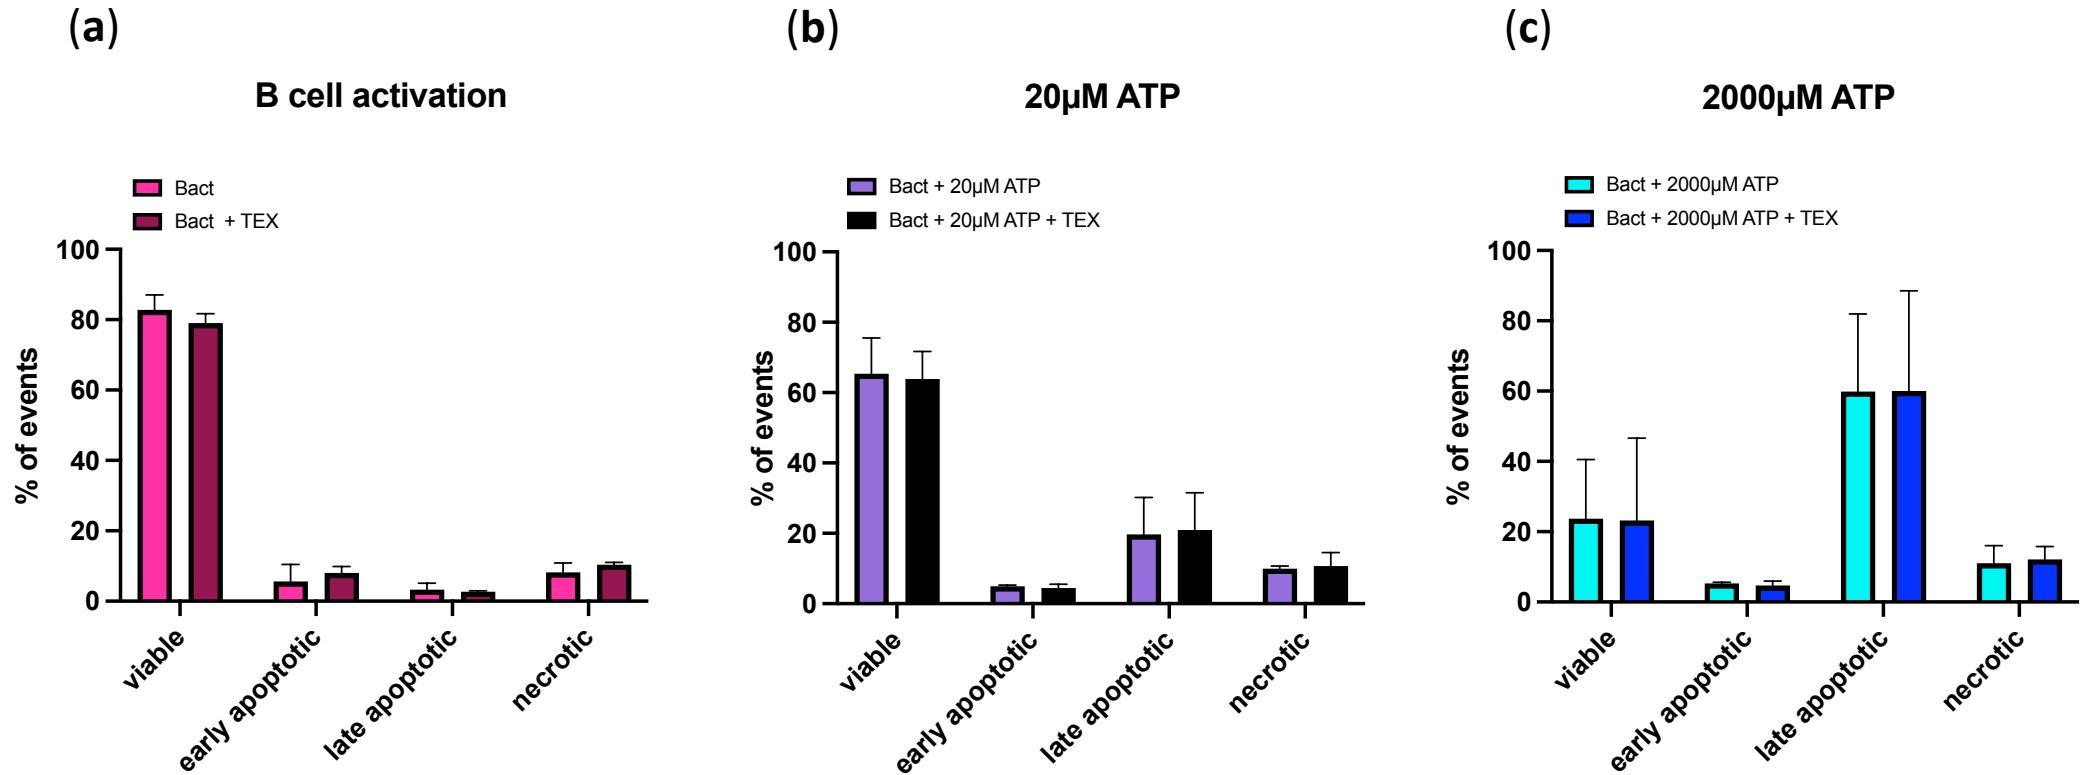 (a)
B cell activation
Bact
Bact + TEX
100
80
60
40
20
0
% of events
viable
early apoptotic
late apoptotic
necrotic
(b)
20µM ATP
Bact + 20µM ATP
Bact + 20µM ATP + TEX
100
80
60
40
20
0
% of events
viable
early apoptotic
late apoptotic
necrotic
(c)
2000µM ATP
Bact + 2000µM ATP
Bact + 2000µM ATP + TEX
100
80
60
40
20
0
% of events
viable
early apoptotic
late apoptotic
necrotic